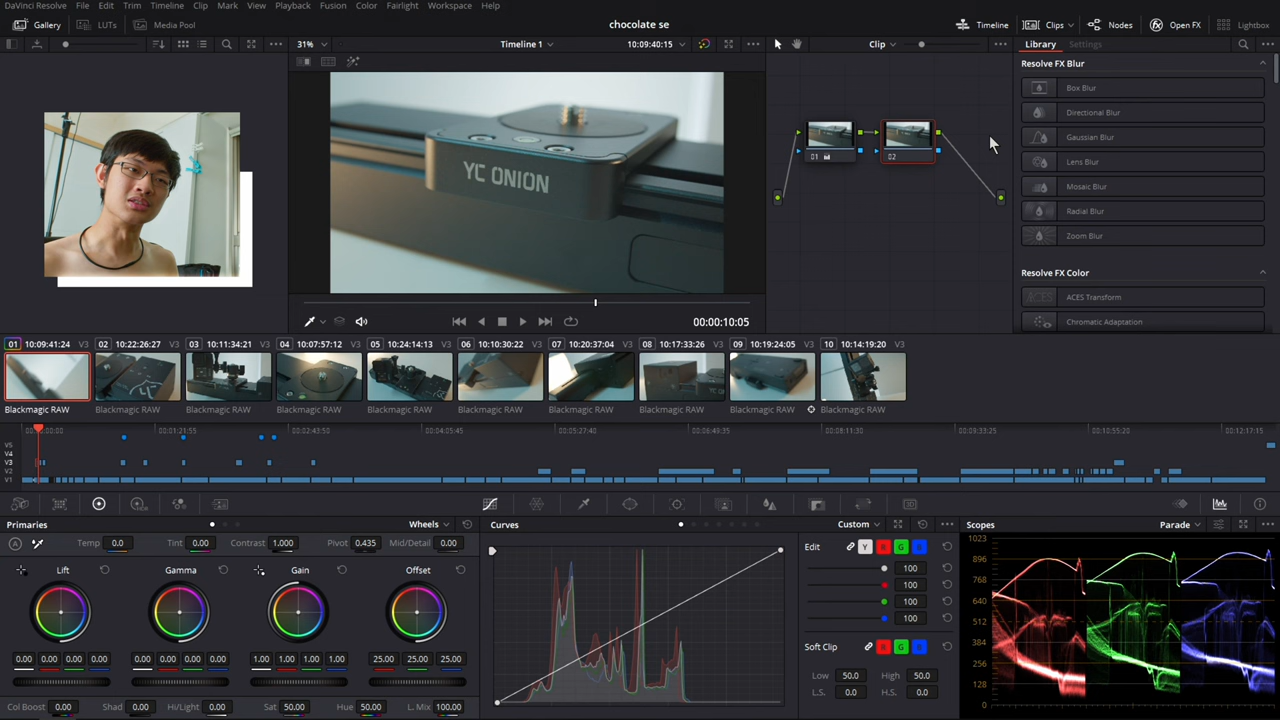 DaVinci Resolve File Edit Trim Timeline Clip Mark View Playback Fusion Color Fairlight Workspace Help
Gallery LUTs Media Pool chocolate se Timeline Clips Nodes Open FX Lightbox
31% Timeline 1 10:09:40:15 Clip Library Settings
Resolve FX Blur
Box Blur
Directional Blur
Gaussian Blur
Lens Blur
Mosaic Blur
Radial Blur
Zoom Blur
Resolve FX Color
ACES ACES Transform
Chromatic Adaptation
YC ONION
01 02
00:00:10:05
01 10:09:41:24 V3 02 10:22:26:27 V3 03 10:11:34:21 V3 04 10:07:57:12 V3 05 10:24:14:13 V3 06 10:10:30:22 V3 07 10:20:37:04 V3 08 10:17:33:26 V3 09 10:19:24:05 V3 10 10:14:19:20 V3
Blackmagic RAW Blackmagic RAW Blackmagic RAW Blackmagic RAW Blackmagic RAW Blackmagic RAW Blackmagic RAW Blackmagic RAW Blackmagic RAW Blackmagic RAW
00:00:00 00:01:21:55 00:02:43:50 00:04:05:45 00:05:27:40 00:06:49:35 00:08:11:30 00:09:33:25 00:10:55:20 00:12:17:15
V5
V4
V3
V2
V1
Primaries Wheels Curves Custom Scopes Parade
A Temp 0.0 Tint 0.00 Contrast 1.000 Pivot 0.435 Mid/Detail 0.00
Lift Gamma Gain Offset
0.00 0.00 0.00 0.00 0.00 0.00 0.00 0.00 1.00 1.00 1.00 1.00 25.00 25.00 25.00
Col Boost 0.00 Shad 0.00 Hi/Light 0.00 Sat 50.00 Hue 50.00 L. Mix 100.00
Edit Y R G B
100
100
100
100
Soft Clip R G B
Low 50.0 High 50.0
L.S. 0.0 H.S. 0.0
1023
896
768
640
512
384
256
128
0